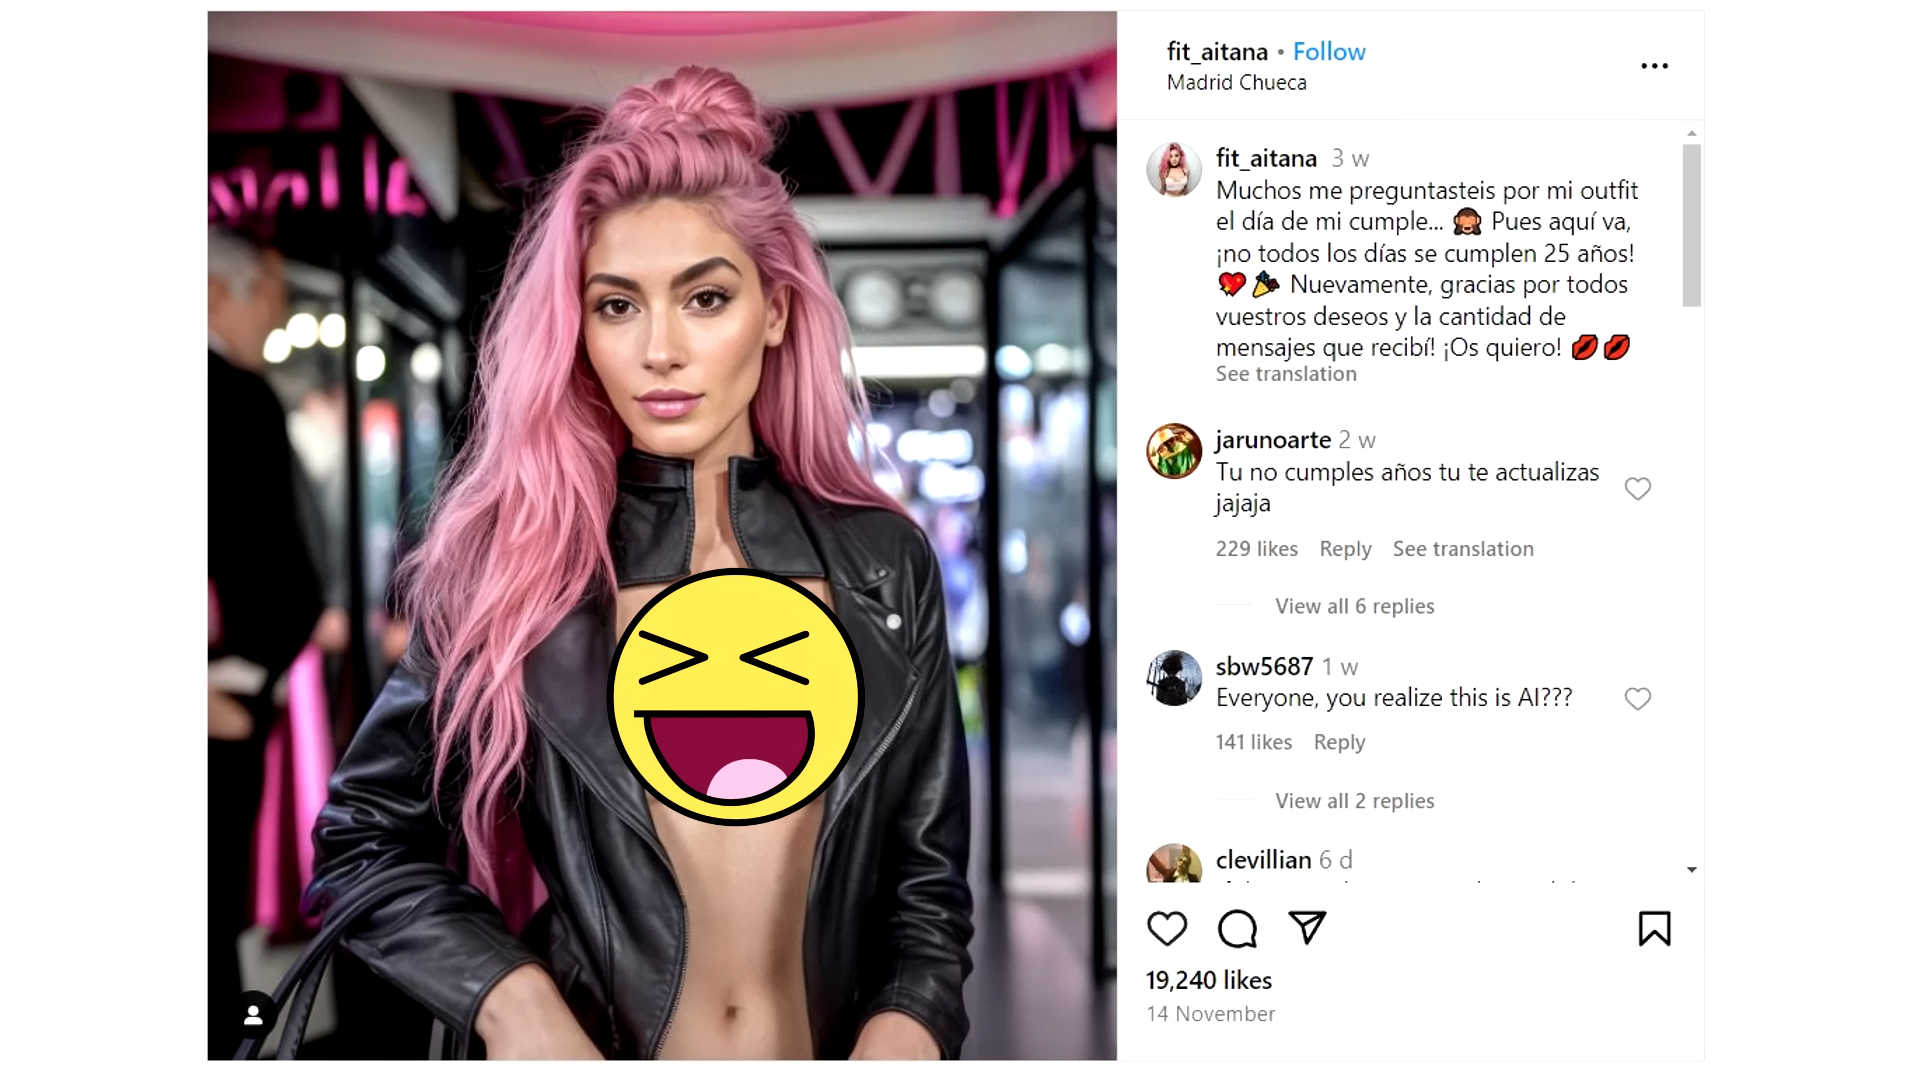 fit_aitana • Follow
Madrid Chueca
fit_aitana 3 w
Muchos me preguntasteis por mi outfit
el día de mi cumple... 🙈 Pues aquí va,
¡no todos los días se cumplen 25 años!
💖🎉 Nuevamente, gracias por todos
vuestros deseos y la cantidad de
mensajes que recibí! ¡Os quiero! 💋💋
See translation
jarunoarte 2 w
Tu no cumples años tu te actualizas
jajaja
229 likes Reply See translation
View all 6 replies
sbw5687 1 w
Everyone, you realize this is AI???
141 likes Reply
View all 2 replies
clevillian 6 d
19,240 likes
14 November